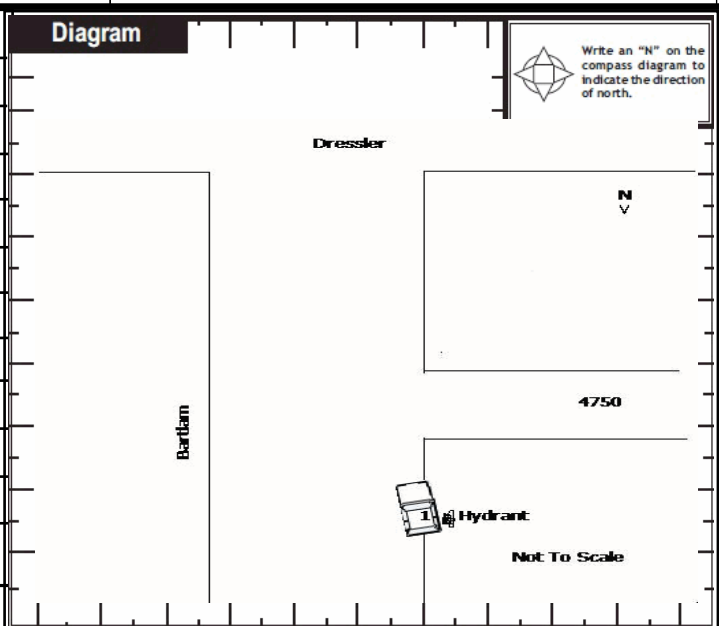 Diagram
Write an “N” on the
compass diagram to
indicate the direction
of north.
Dressler
N
4750
Bartlam
1
Hydrant
Not To Scale